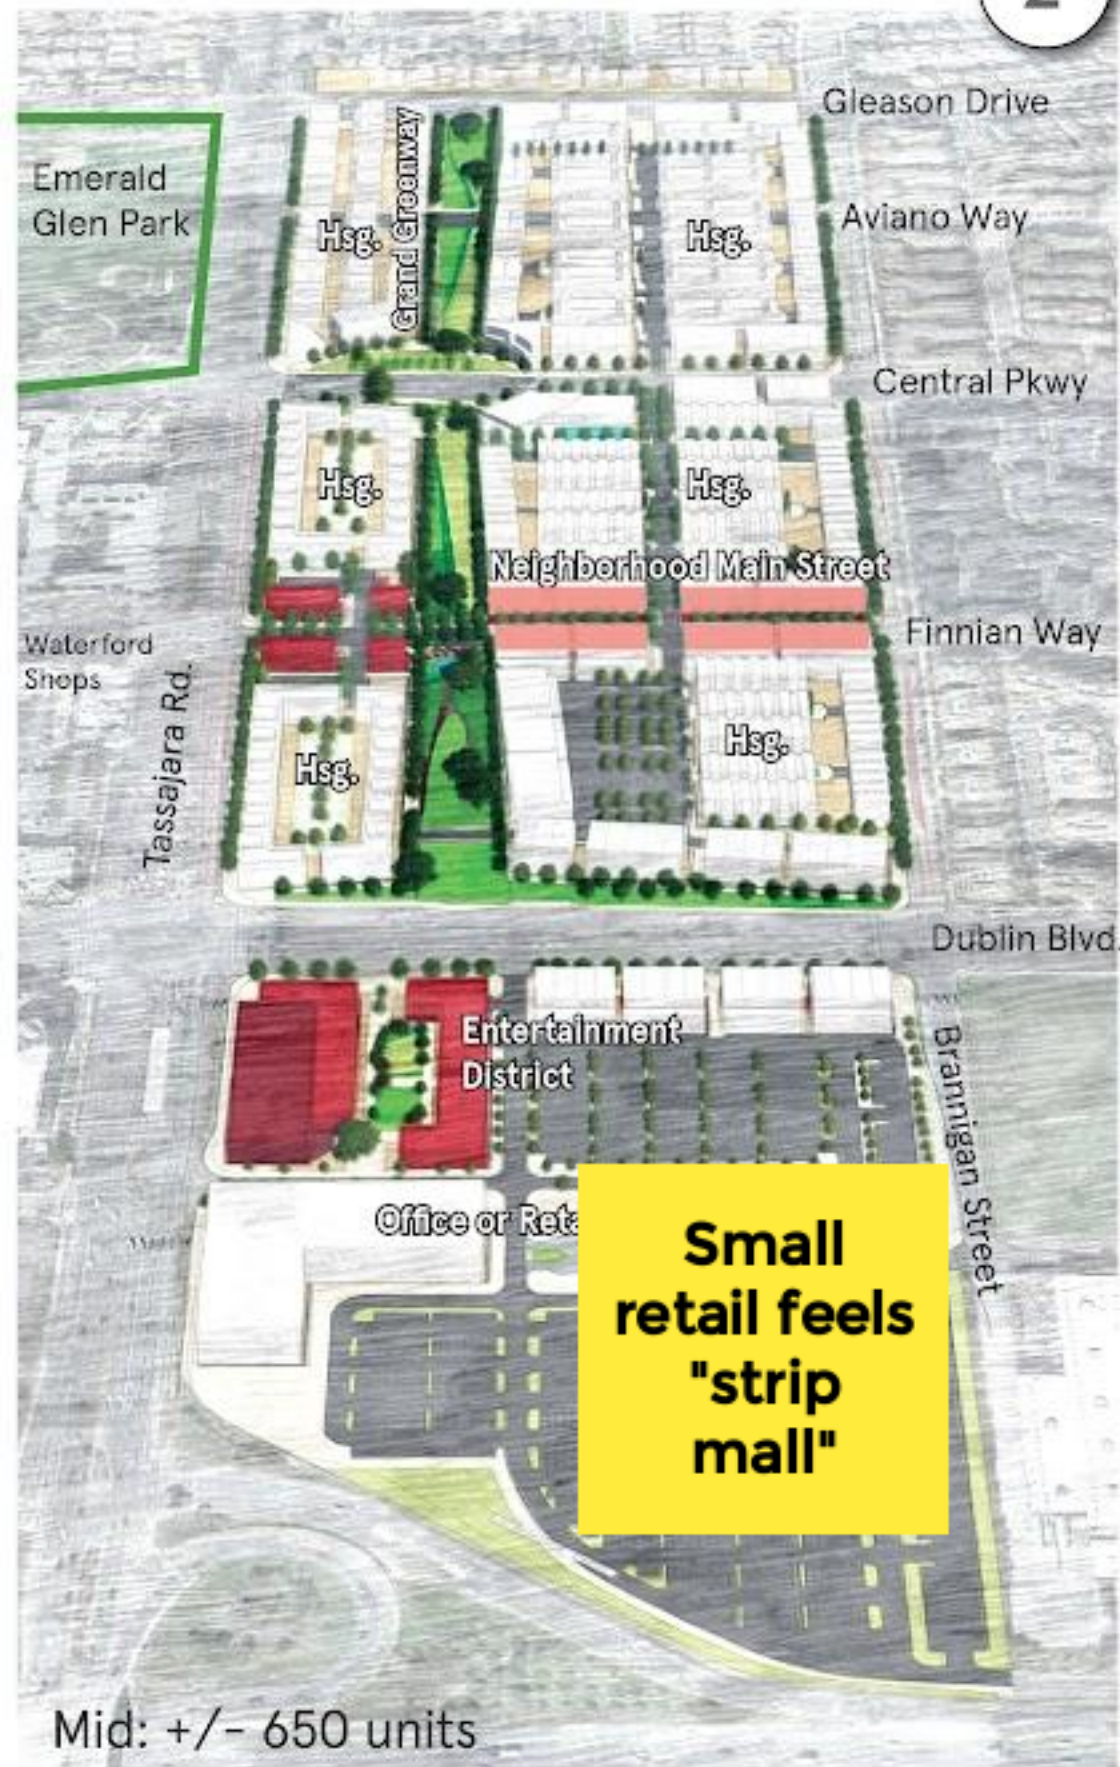 2
Gleason Drive
Emerald
Glen Park
Grand Greenway
Hsg.
Hsg.
Aviano Way
Central Pkwy
Hsg.
Hsg.
Neighborhood Main Street
Finnian Way
Waterford
Shops
Tassajara Rd.
Hsg.
Hsg.
Dublin Blvd.
Entertainment
District
Brannigan Street
Office or Reta
Small
retail feels
"strip
mall"
Mid: +/- 650 units